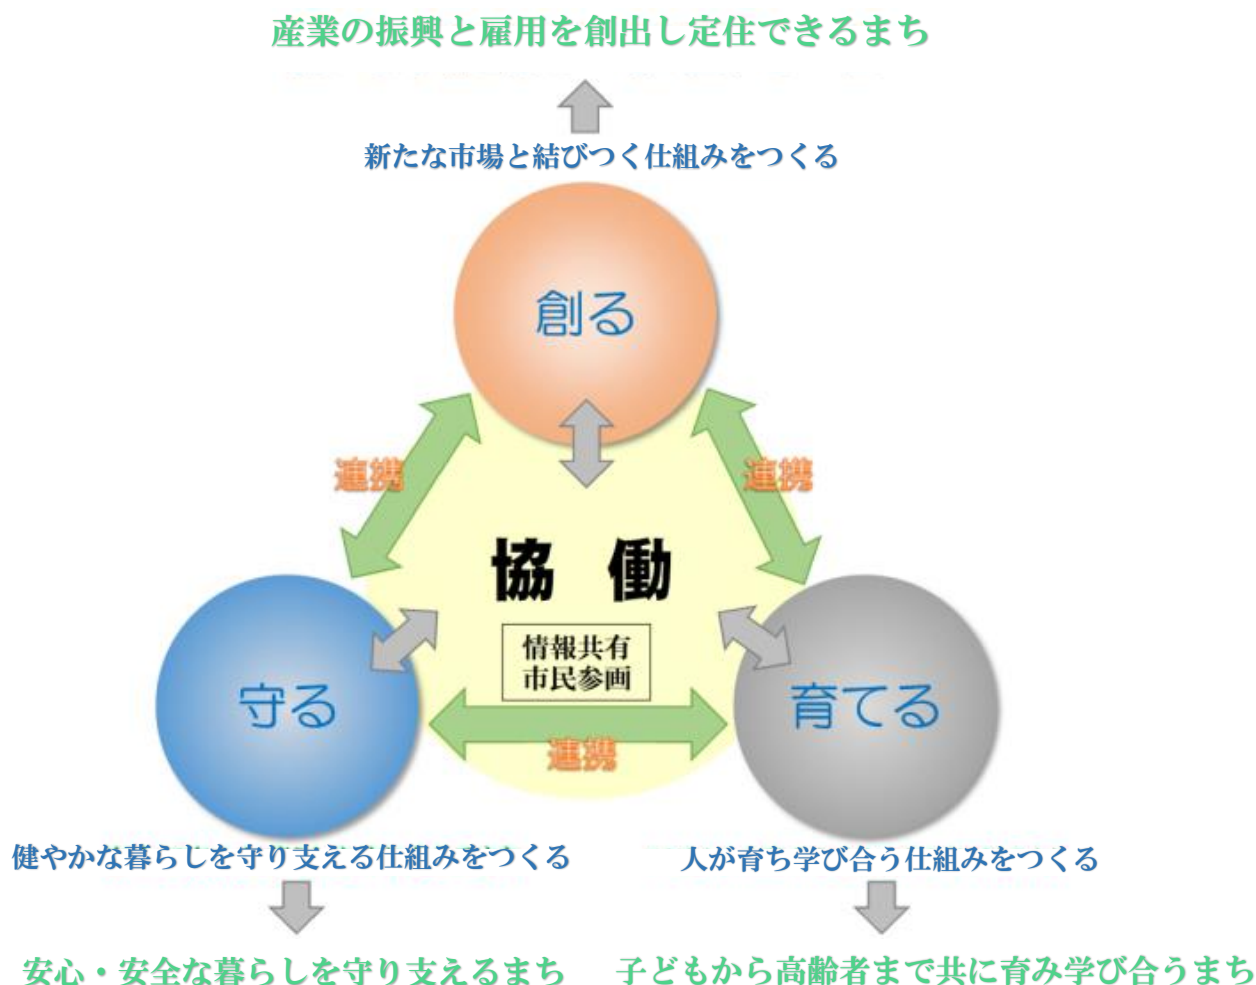 産業の振興と雇用を創出し定住できるまち
新たな市場と結びつく仕組みをつくる
創る
連携
連携
協働
情報共有
市民参画
守る
育てる
連携
健やかな暮らしを守り支える仕組みをつくる
人が育ち学び合う仕組みをつくる
安心・安全な暮らしを守り支えるまち
子どもから高齢者まで共に育み学び合うまち